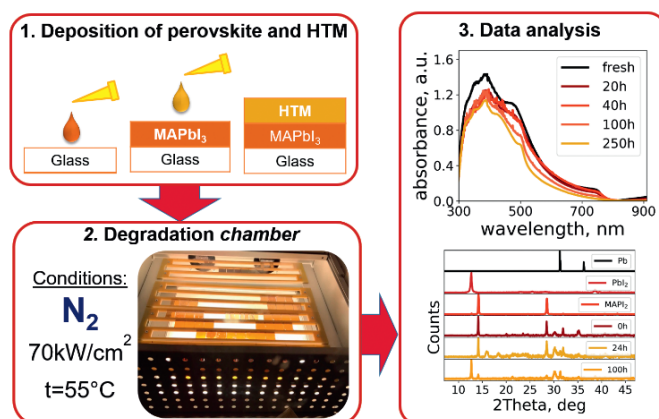 1. Deposition of perovskite and HTM
Glass
MAPbI₃
Glass
HTM
MAPbI₃
Glass
2. Degradation chamber
Conditions:
N₂
70kW/cm²
t=55°C
3. Data analysis
absorbance, a.u.
1.6
1.2
0.8
0.4
0.0
fresh
20h
40h
100h
250h
300 500 700 900
wavelength, nm
Counts
Pb
PbI₂
MAPI₂
0h
24h
100h
10 15 20 25 30 35 40 45
2Theta, deg